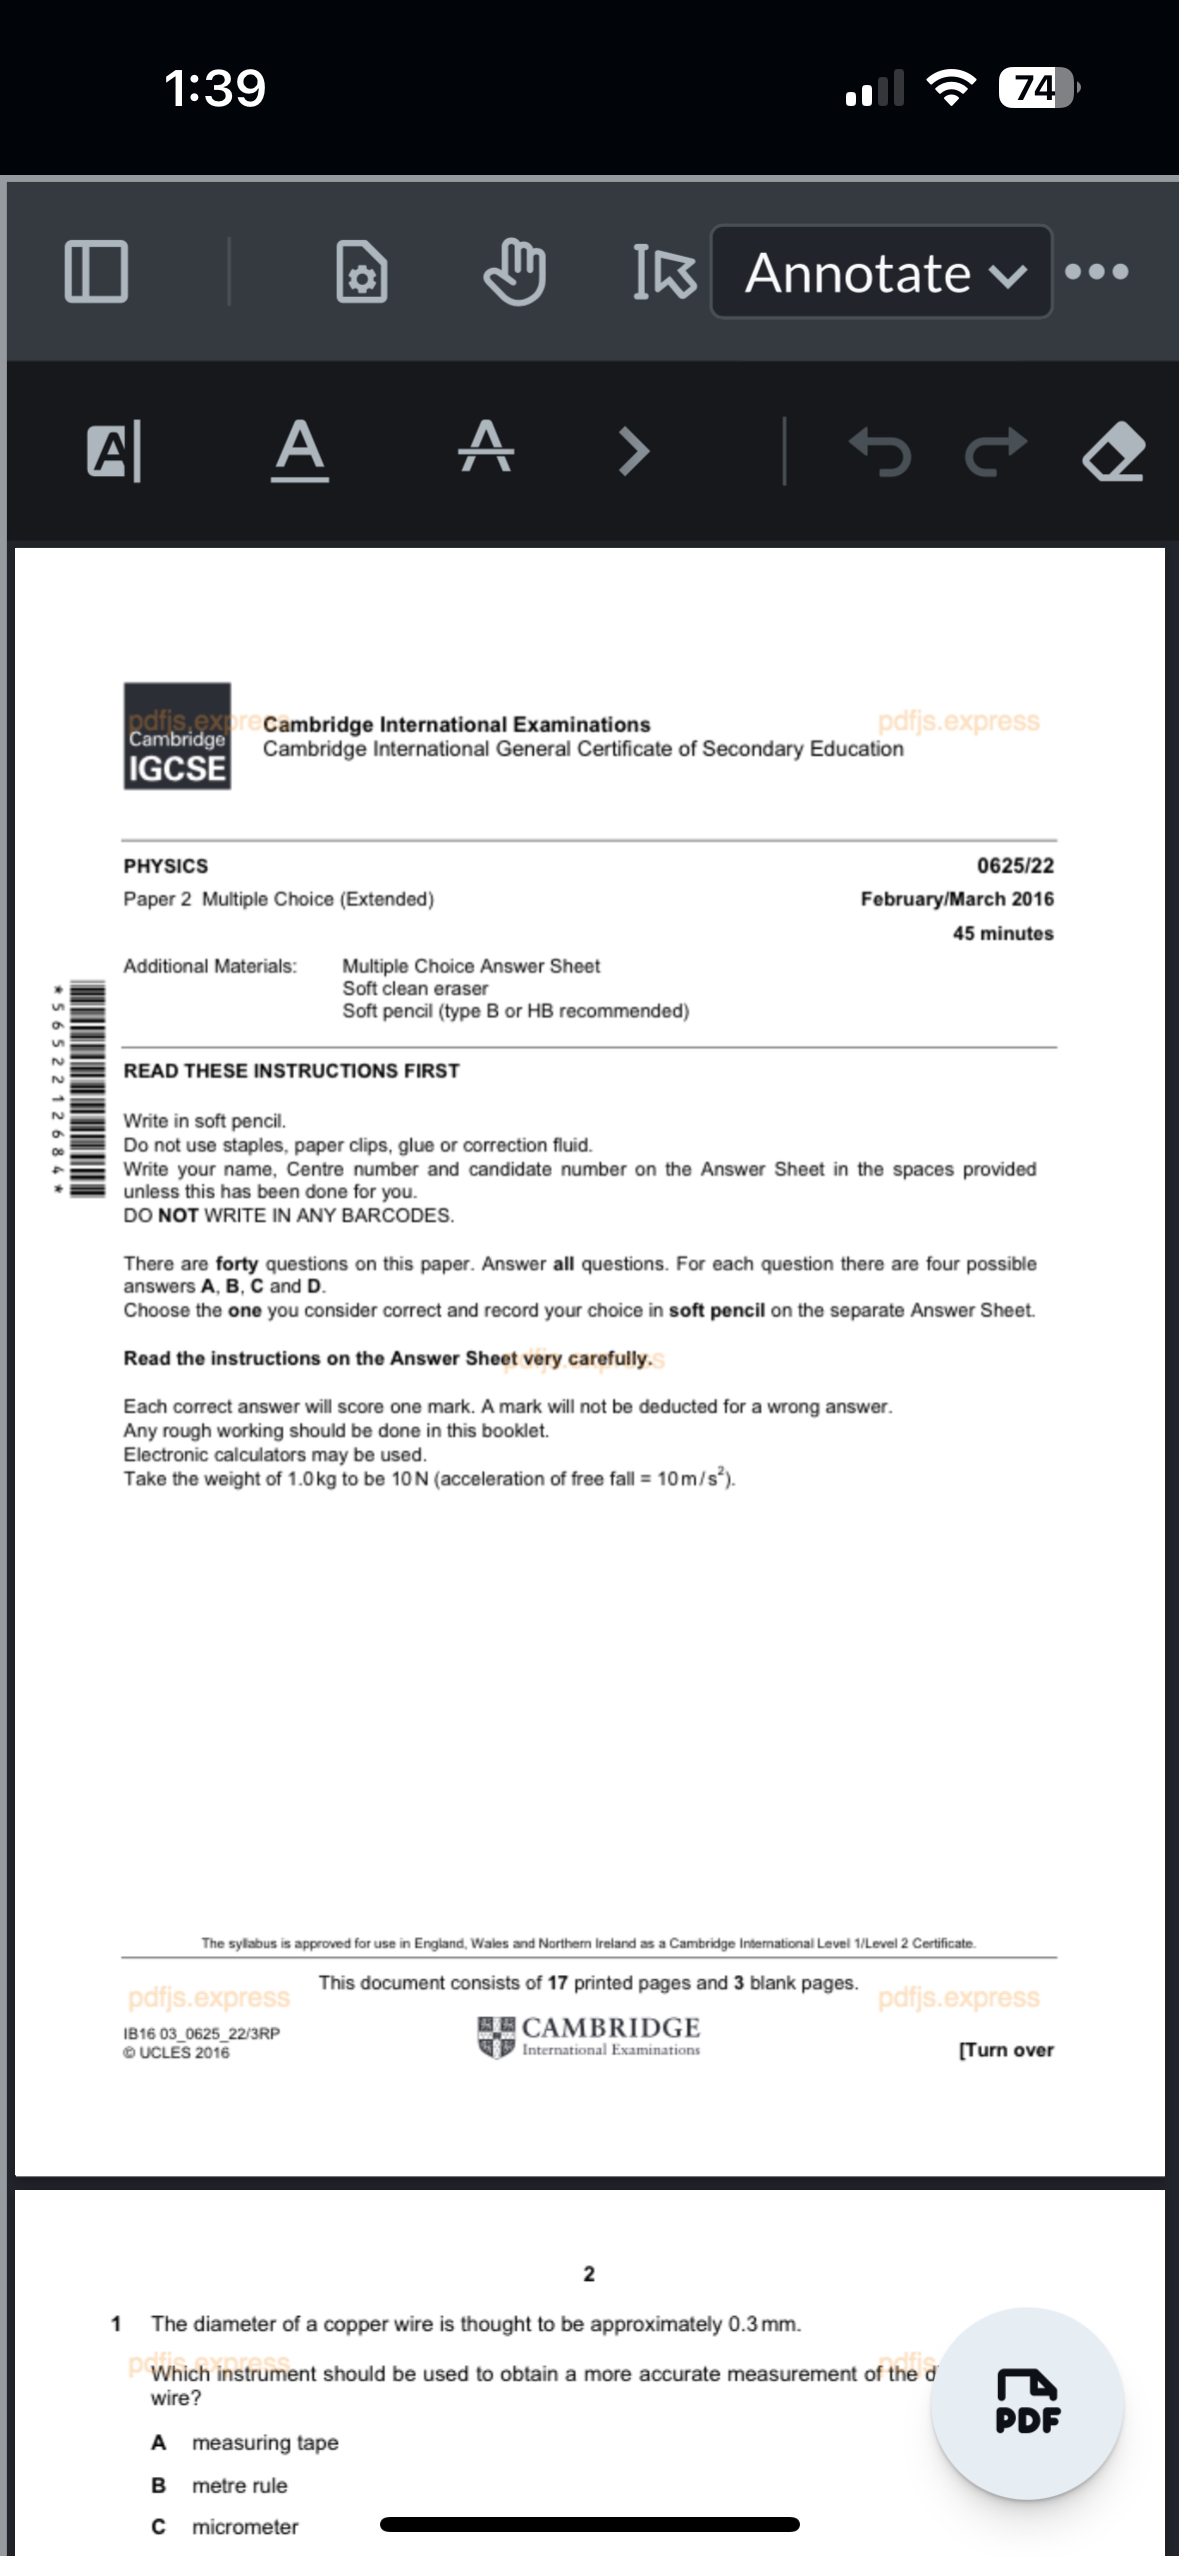 1:39
74
Annotate
pdfjs.express
pdfjs.express
Cambridge
IGCSE
Cambridge International Examinations
Cambridge International General Certificate of Secondary Education
PHYSICS 0625/22
Paper 2 Multiple Choice (Extended) February/March 2016
45 minutes
Additional Materials: Multiple Choice Answer Sheet
Soft clean eraser
Soft pencil (type B or HB recommended)
*5652212684*
READ THESE INSTRUCTIONS FIRST
Write in soft pencil.
Do not use staples, paper clips, glue or correction fluid.
Write your name, Centre number and candidate number on the Answer Sheet in the spaces provided
unless this has been done for you.
DO NOT WRITE IN ANY BARCODES.
There are forty questions on this paper. Answer all questions. For each question there are four possible
answers A, B, C and D.
Choose the one you consider correct and record your choice in soft pencil on the separate Answer Sheet.
Read the instructions on the Answer Sheet very carefully.
pdfjs.express
Each correct answer will score one mark. A mark will not be deducted for a wrong answer.
Any rough working should be done in this booklet.
Electronic calculators may be used.
Take the weight of 1.0 kg to be 10 N (acceleration of free fall = 10 m / s²).
The syllabus is approved for use in England, Wales and Northern Ireland as a Cambridge International Level 1/Level 2 Certificate.
This document consists of 17 printed pages and 3 blank pages.
pdfjs.express
pdfjs.express
IB16 03_0625_22/3RP
© UCLES 2016
CAMBRIDGE
International Examinations
[Turn over
2
1 The diameter of a copper wire is thought to be approximately 0.3 mm.
pdfjs.express
pdfjs
Which instrument should be used to obtain a more accurate measurement of the d
wire?
A measuring tape
B metre rule
C micrometer
PDF